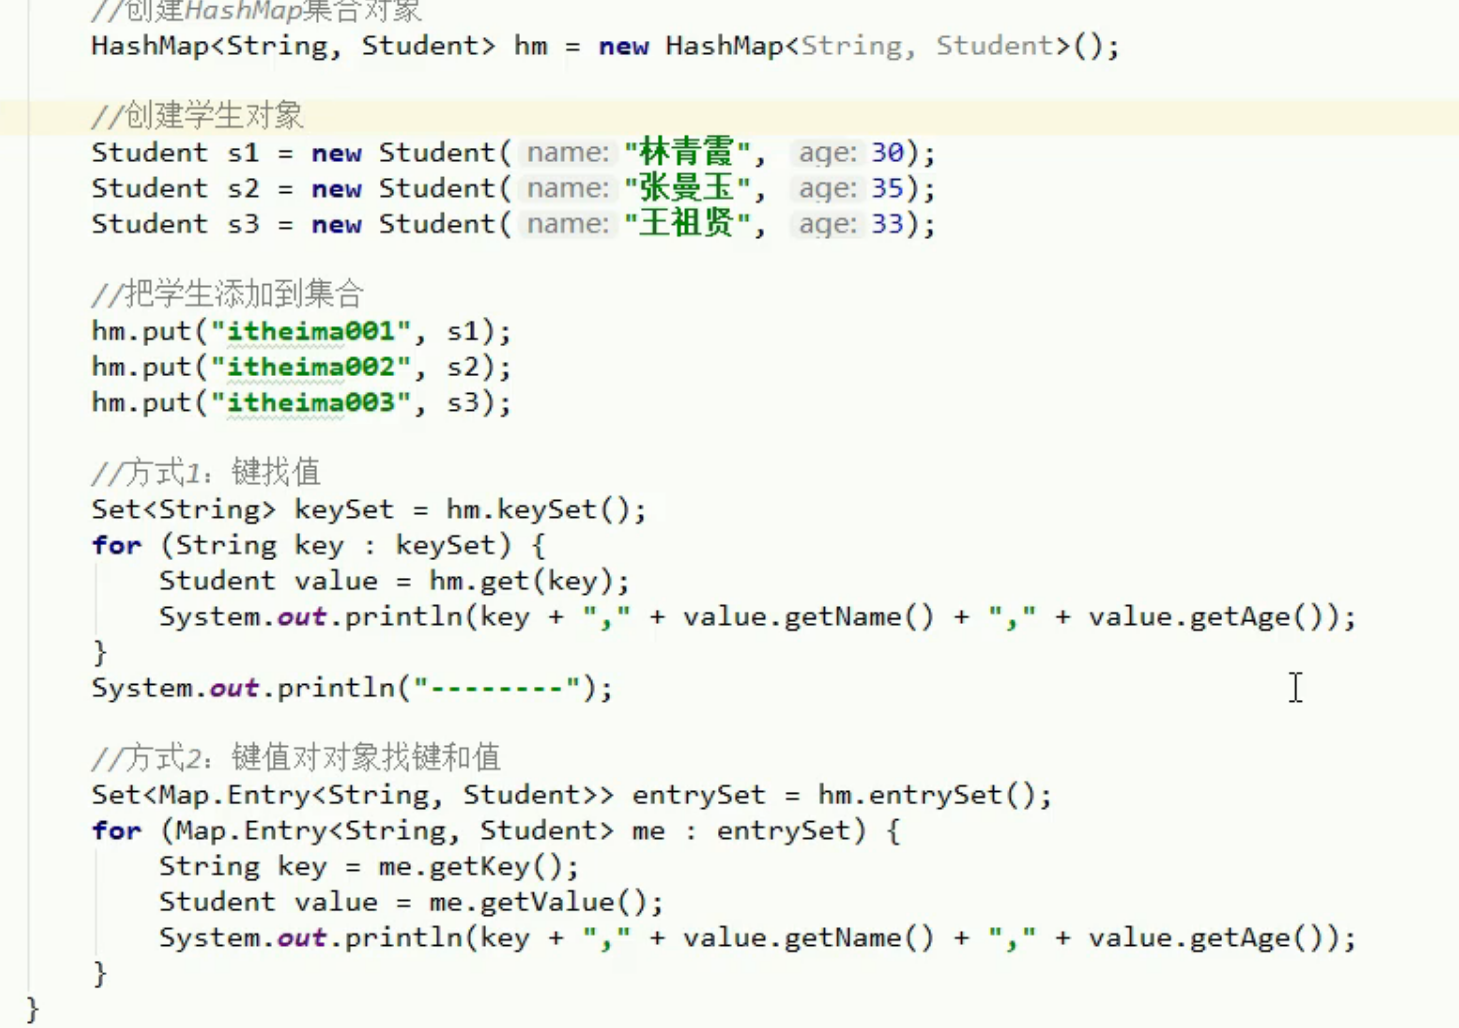 //创建HashMap集合对象
HashMap<String, Student> hm = new HashMap<String, Student>();
//创建学生对象
Student s1 = new Student( name: "林青霞", age: 30);
Student s2 = new Student( name: "张曼玉", age: 35);
Student s3 = new Student( name: "王祖贤", age: 33);
//把学生添加到集合
hm.put("itheima001", s1);
hm.put("itheima002", s2);
hm.put("itheima003", s3);
//方式1：键找值
Set<String> keySet = hm.keySet();
for (String key : keySet) {
Student value = hm.get(key);
System.out.println(key + "," + value.getName() + "," + value.getAge());
}
System.out.println("--------");
//方式2：键值对对象找键和值
Set<Map.Entry<String, Student>> entrySet = hm.entrySet();
for (Map.Entry<String, Student> me : entrySet) {
String key = me.getKey();
Student value = me.getValue();
System.out.println(key + "," + value.getName() + "," + value.getAge());
}
}